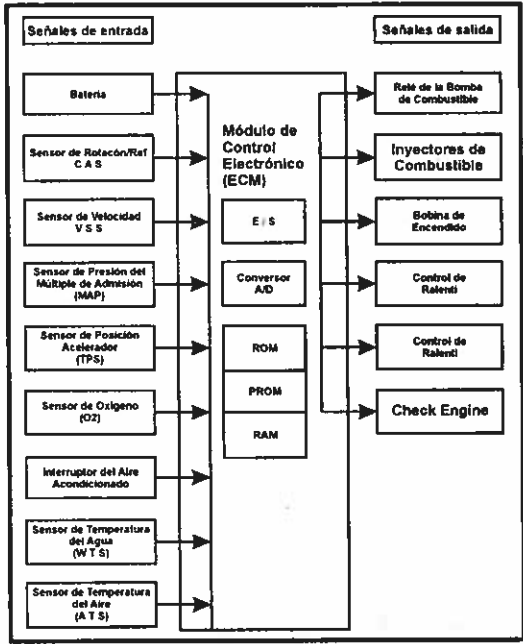 Señales de entrada
Señales de salida
Batería
Sensor de Rotacón/Ref
C A S
Sensor de Velocidad
V S S
Sensor de Presión del
Múltiple de Admisión
(MAP)
Sensor de Posición
Acelerador
(TPS)
Sensor de Oxígeno
(O2)
Interruptor del Aire
Acondicionado
Sensor de Temperatura
del Agua
(W T S)
Sensor de Temperatura
del Aire
(A T S)
Módulo de
Control
Electrónico
(ECM)
E / S
Conversor
A/D
ROM
PROM
RAM
Relé de la Bomba
de Combustible
Inyectores de
Combustible
Bobina de
Encendido
Control de
Ralenti
Control de
Ralenti
Check Engine